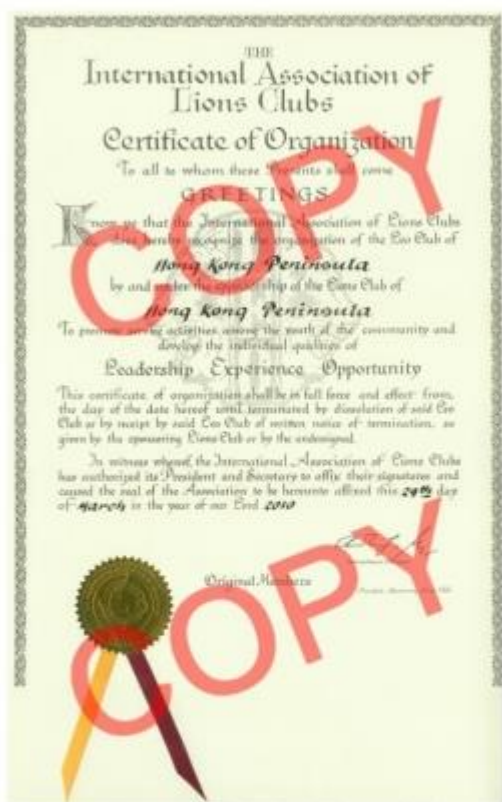 THE
International Association of
Lions Clubs
Certificate of Organization
To all to whom these Presents shall come
GREETINGS
Know ye that the International Association of Lions Clubs
does hereby recognize the organization of the Leo Club of
Hong Kong Peninsula
by and under the sponsorship of the Lions Club of
Hong Kong Peninsula
To promote service activities among the youth of the community and
develop the individual qualities of
Leadership Experience Opportunity
This certificate of organization shall be in full force and effect from,
the day of the date hereof until terminated by dissolution of said Leo
Club or by receipt by said Leo Club of written notice of termination, as
given by the sponsoring Lions Club or by the undersigned.
In witness whereof, the International Association of Lions Clubs
has authorized its President and Secretary to affix their signatures and
caused the seal of the Association to be hereunto affixed this 24th day
of March in the year of our Lord 2010
Original Members
COPY
COPY